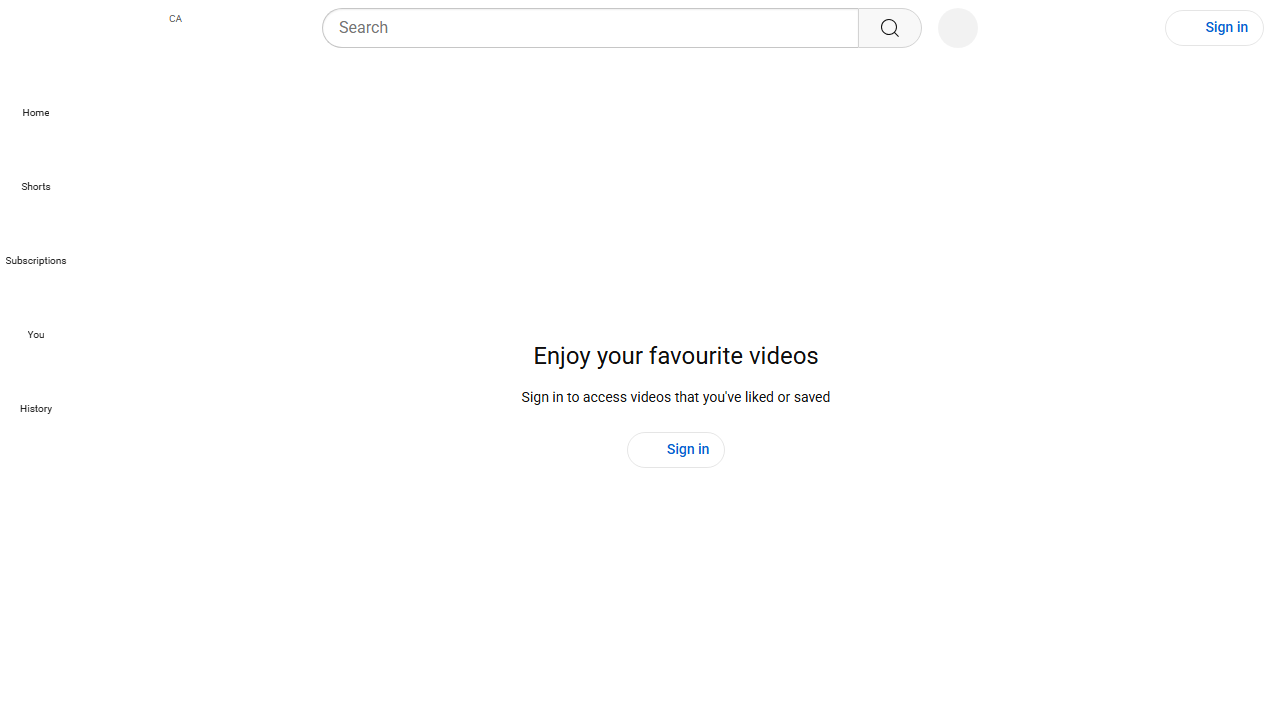 CA
Search
Sign in
Home
Shorts
Subscriptions
You
History
Enjoy your favourite videos
Sign in to access videos that you've liked or saved
Sign in